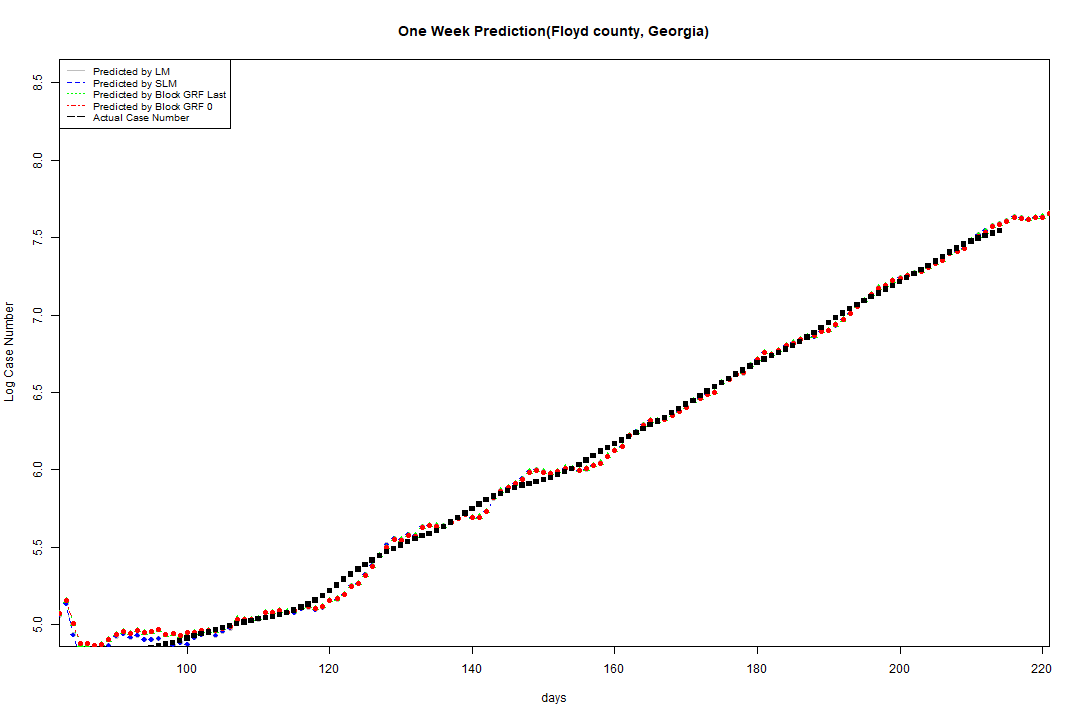 One Week Prediction(Floyd county, Georgia)
Predicted by LM
Predicted by SLM
Predicted by Block GRF Last
Predicted by Block GRF 0
Actual Case Number
8.5
8.0
7.5
7.0
6.5
6.0
5.5
5.0
Log Case Number
100 120 140 160 180 200 220
days